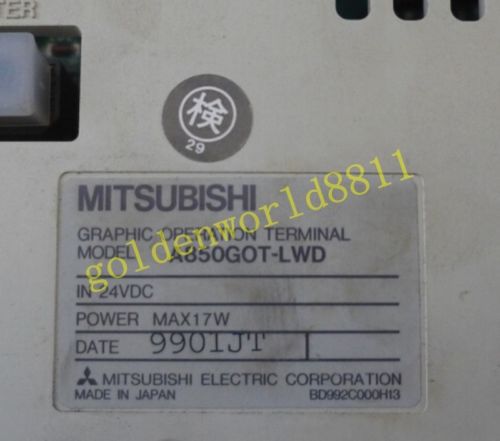 TER
検
29
MITSUBISHI
GRAPHIC OPERATION TERMINAL
MODEL A850GOT-LWD
IN 24VDC
POWER MAX17W
DATE 9901JT
MITSUBISHI ELECTRIC CORPORATION
MADE IN JAPAN BD992C000H13
goldenworld8811